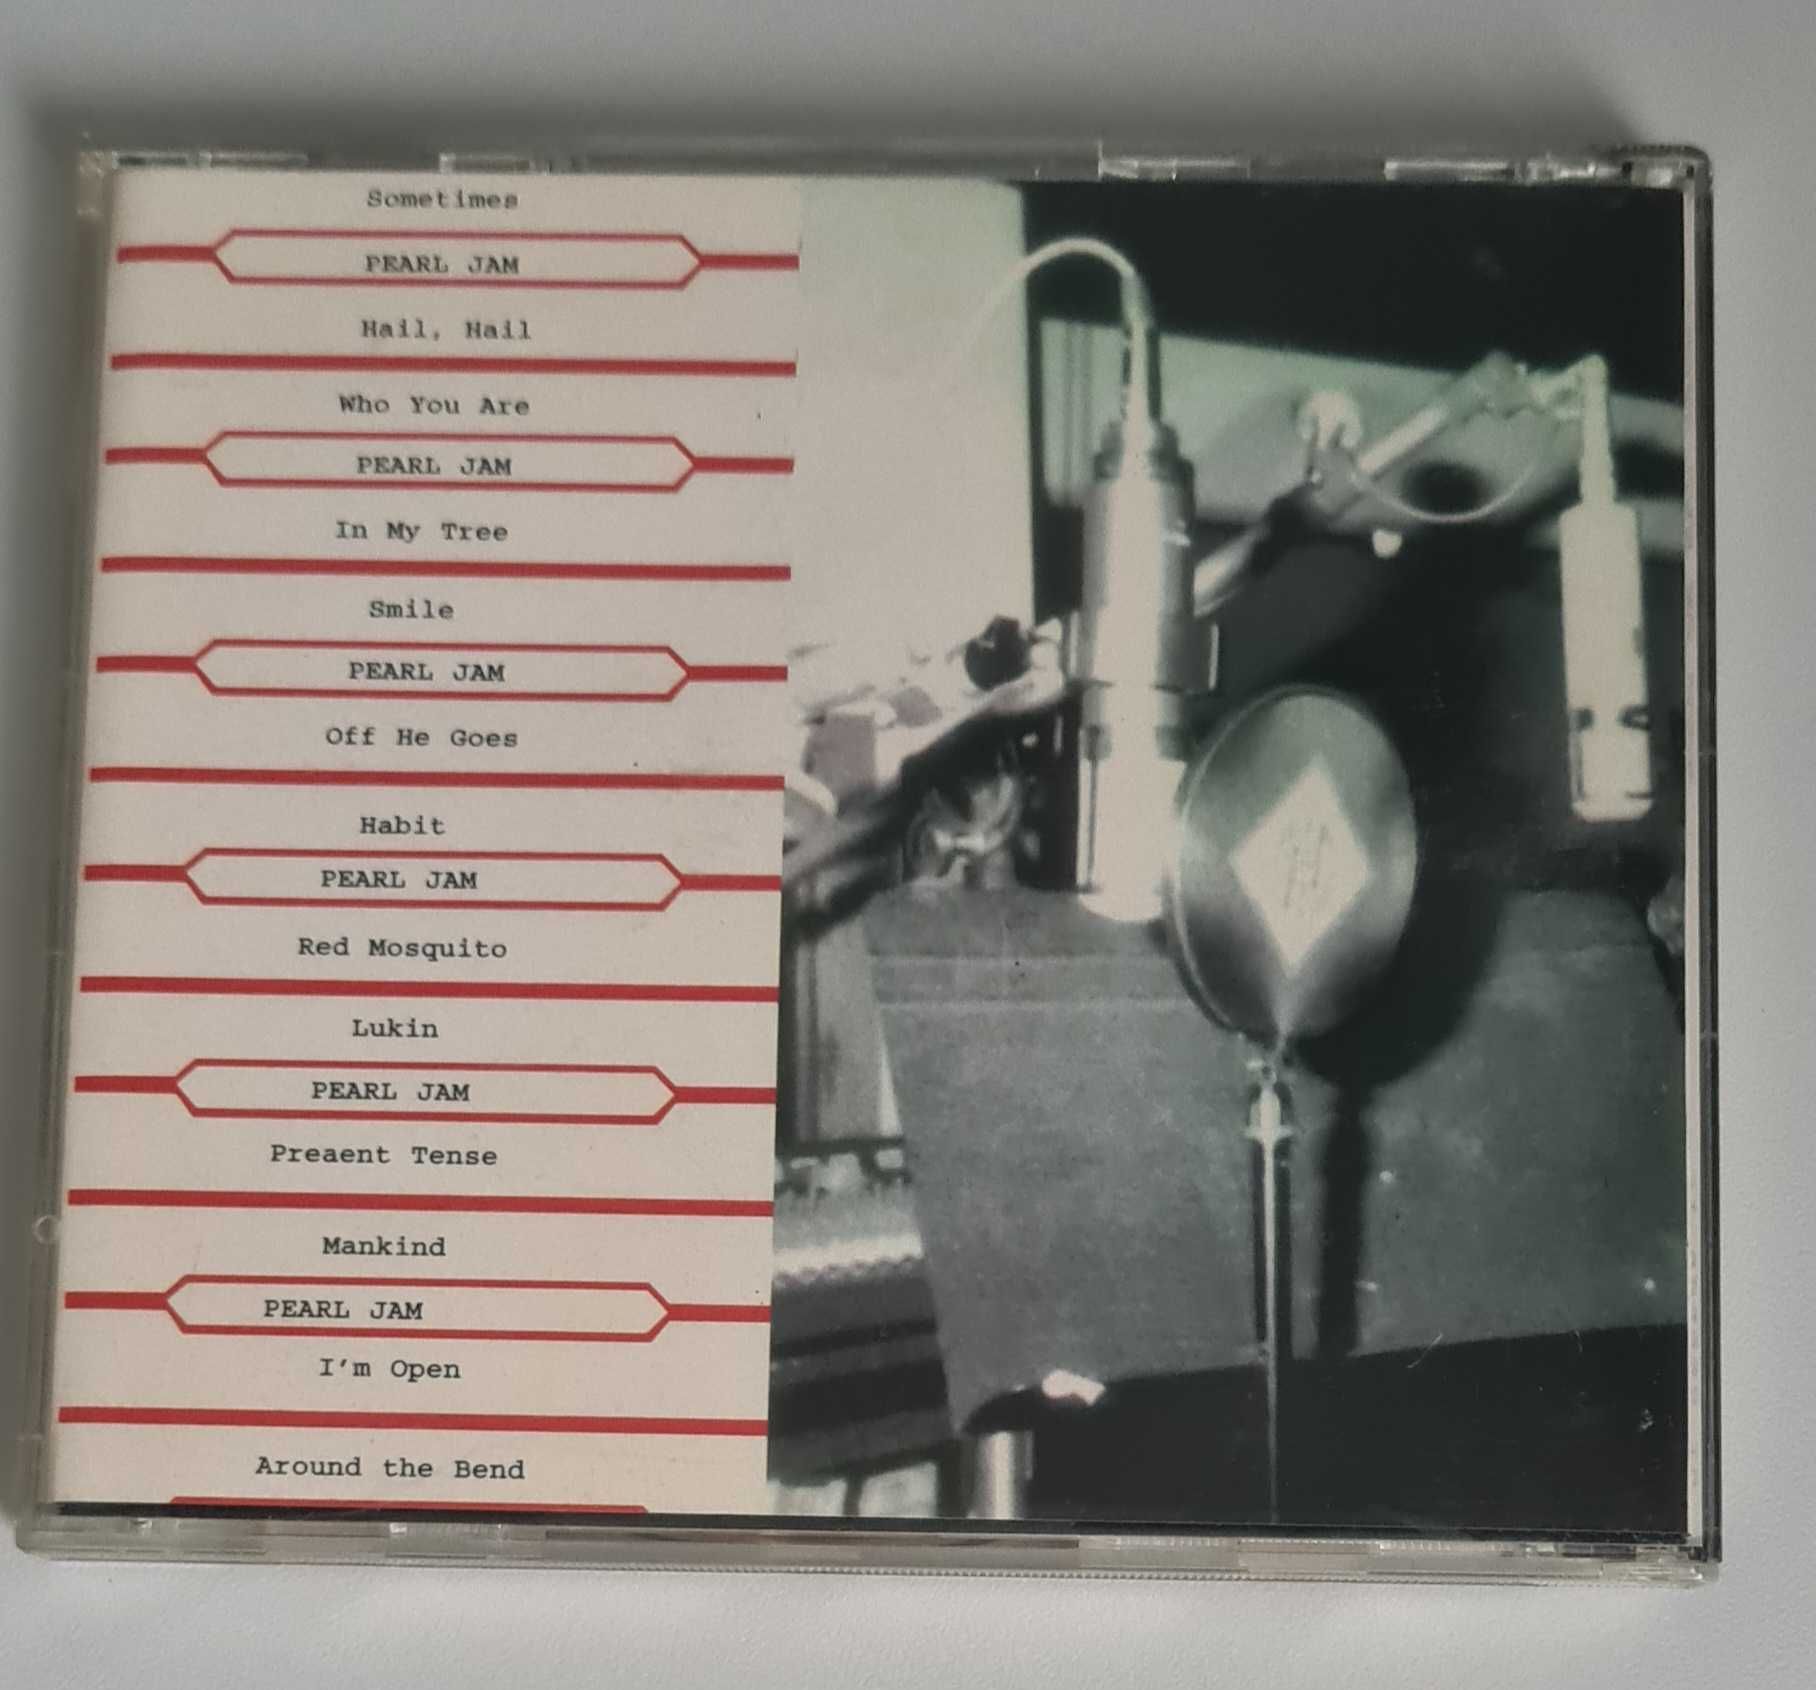 Sometimes
PEARL JAM
Hail, Hail
Who You Are
PEARL JAM
In My Tree
Smile
PEARL JAM
Off He Goes
Habit
PEARL JAM
Red Mosquito
Lukin
PEARL JAM
Preaent Tense
Mankind
PEARL JAM
I'm Open
Around the Bend